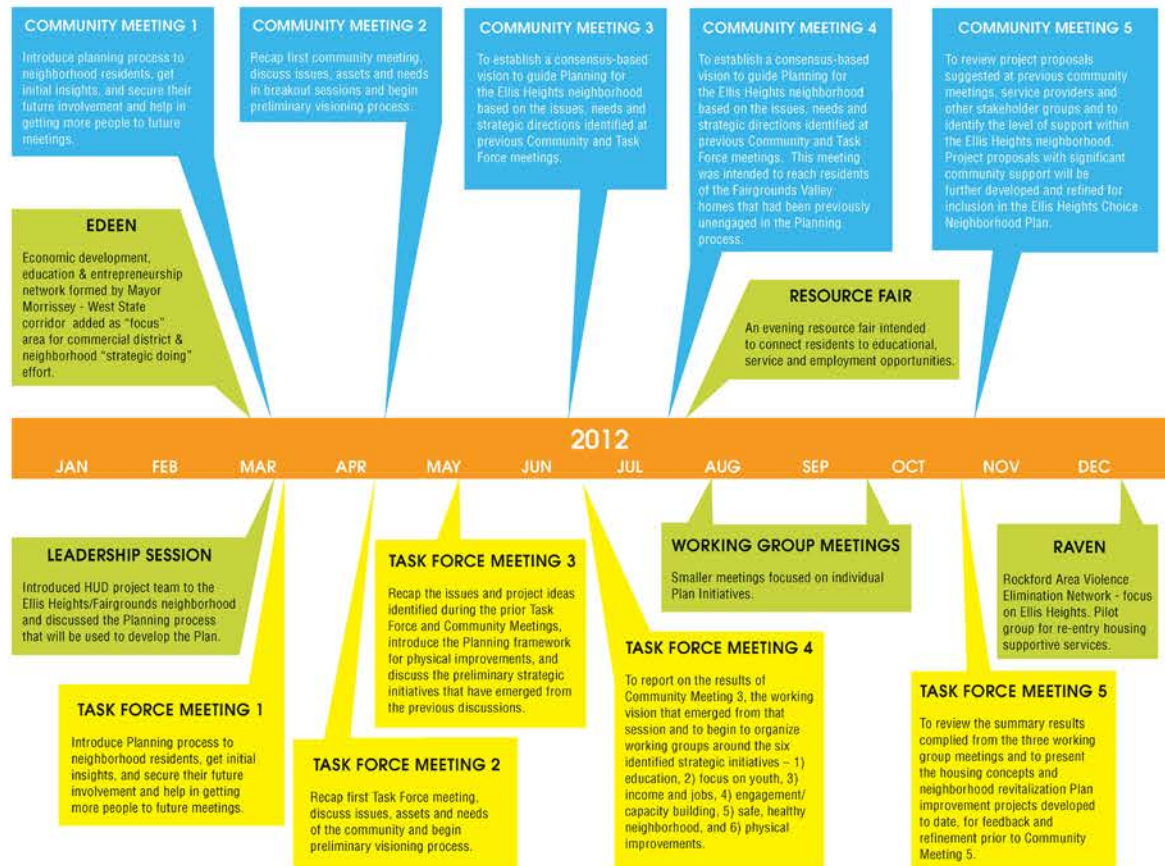 COMMUNITY MEETING 1
Introduce planning process to
neighborhood residents, get
initial insights, and secure their
future involvement and help in
getting more people to future
meetings.
COMMUNITY MEETING 2
Recap first community meeting,
discuss issues, assets and needs
in breakout sessions and begin
preliminary visioning process.
COMMUNITY MEETING 3
To establish a consensus-based
vision to guide Planning for
the Ellis Heights neighborhood
based on the issues, needs and
strategic directions identified at
previous Community and Task
Force meetings.
COMMUNITY MEETING 4
To establish a consensus-based
vision to guide Planning for
the Ellis Heights neighborhood
based on the issues, needs and
strategic directions identified at
previous Community and Task
Force meetings. This meeting
was intended to reach residents
of the Fairgrounds Valley
homes that had been previously
unengaged in the Planning
process.
COMMUNITY MEETING 5
To review project proposals
suggested at previous community
meetings, service providers and
other stakeholder groups and to
identify the level of support within
the Ellis Heights neighborhood.
Project proposals with significant
community support will be
further developed and refined for
inclusion in the Ellis Heights Choice
Neighborhood Plan.
EDEEN
Economic development,
education & entrepreneurship
network formed by Mayor
Morrissey - West State
corridor added as "focus"
area for commercial district &
neighborhood "strategic doing"
effort.
RESOURCE FAIR
An evening resource fair intended
to connect residents to educational,
service and employment opportunities.
2012
JAN FEB MAR APR MAY JUN JUL AUG SEP OCT NOV DEC
LEADERSHIP SESSION
Introduced HUD project team to the
Ellis Heights/Fairgrounds neighborhood
and discussed the Planning process
that will be used to develop the Plan.
TASK FORCE MEETING 1
Introduce Planning process to
neighborhood residents, get initial
insights, and secure their future
involvement and help in getting
more people to future meetings.
TASK FORCE MEETING 2
Recap first Task Force meeting,
discuss issues, assets and needs
of the community and begin
preliminary visioning process.
TASK FORCE MEETING 3
Recap the issues and project ideas
identified during the prior Task
Force and Community Meetings,
introduce the Planning framework
for physical improvements, and
discuss the preliminary strategic
initiatives that have emerged from
the previous discussions.
TASK FORCE MEETING 4
To report on the results of
Community Meeting 3, the working
vision that emerged from that
session and to begin to organize
working groups around the six
identified strategic initiatives – 1)
education, 2) focus on youth, 3)
income and jobs, 4) engagement/
capacity building, 5) safe, healthy
neighborhood, and 6) physical
improvements.
WORKING GROUP MEETINGS
Smaller meetings focused on individual
Plan Initiatives.
TASK FORCE MEETING 5
To review the summary results
complied from the three working
group meetings and to present
the housing concepts and
neighborhood revitalization Plan
improvement projects developed
to date, for feedback and
refinement prior to Community
Meeting 5.
RAVEN
Rockford Area Violence
Elimination Network - focus
on Ellis Heights. Pilot
group for re-entry housing
supportive services.